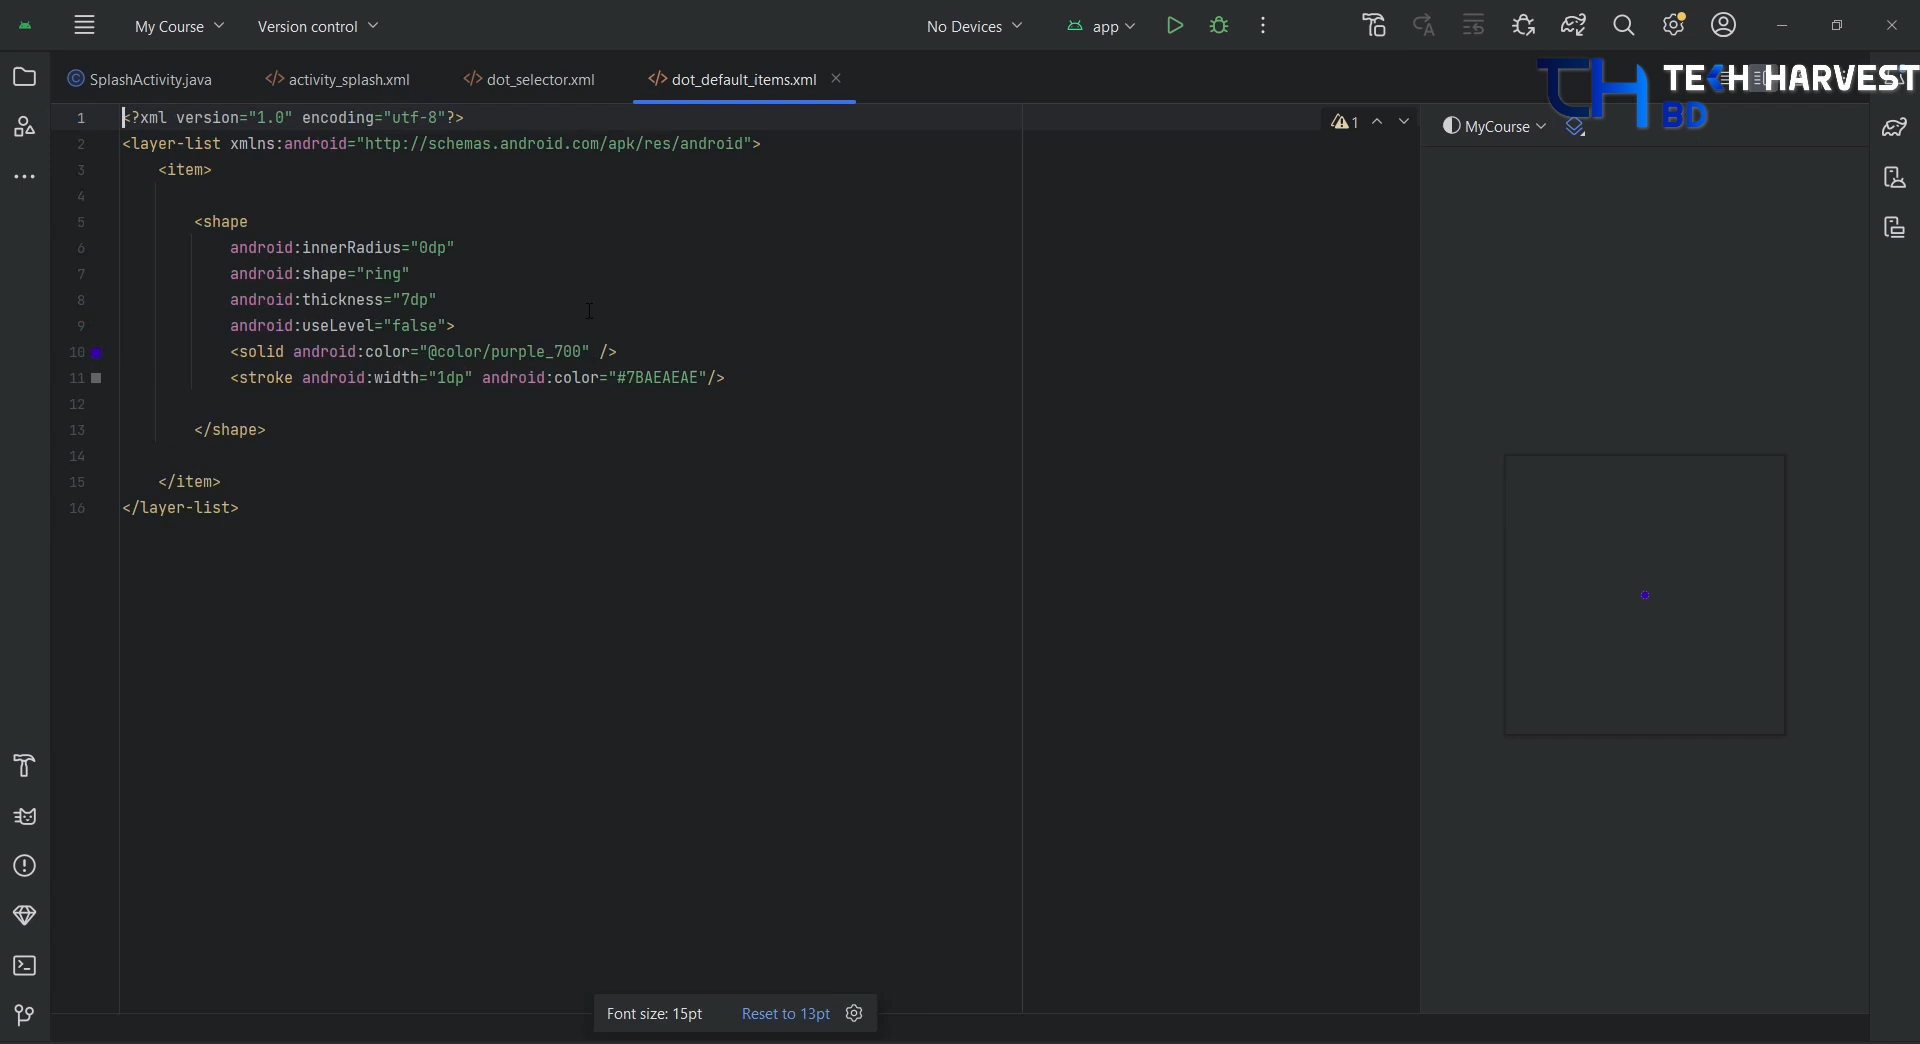 My Course
Version control
No Devices
app
SplashActivity.java
activity_splash.xml
dot_selector.xml
dot_default_items.xml
TECH HARVEST
BD
1
MyCourse
1 <?xml version="1.0" encoding="utf-8"?>
2 <layer-list xmlns:android="http://schemas.android.com/apk/res/android">
3 <item>
4
5 <shape
6 android:innerRadius="0dp"
7 android:shape="ring"
8 android:thickness="7dp"
9 android:useLevel="false">
10 <solid android:color="@color/purple_700" />
11 <stroke android:width="1dp" android:color="#7BAEAEAE"/>
12
13 </shape>
14
15 </item>
16 </layer-list>
Font size: 15pt Reset to 13pt